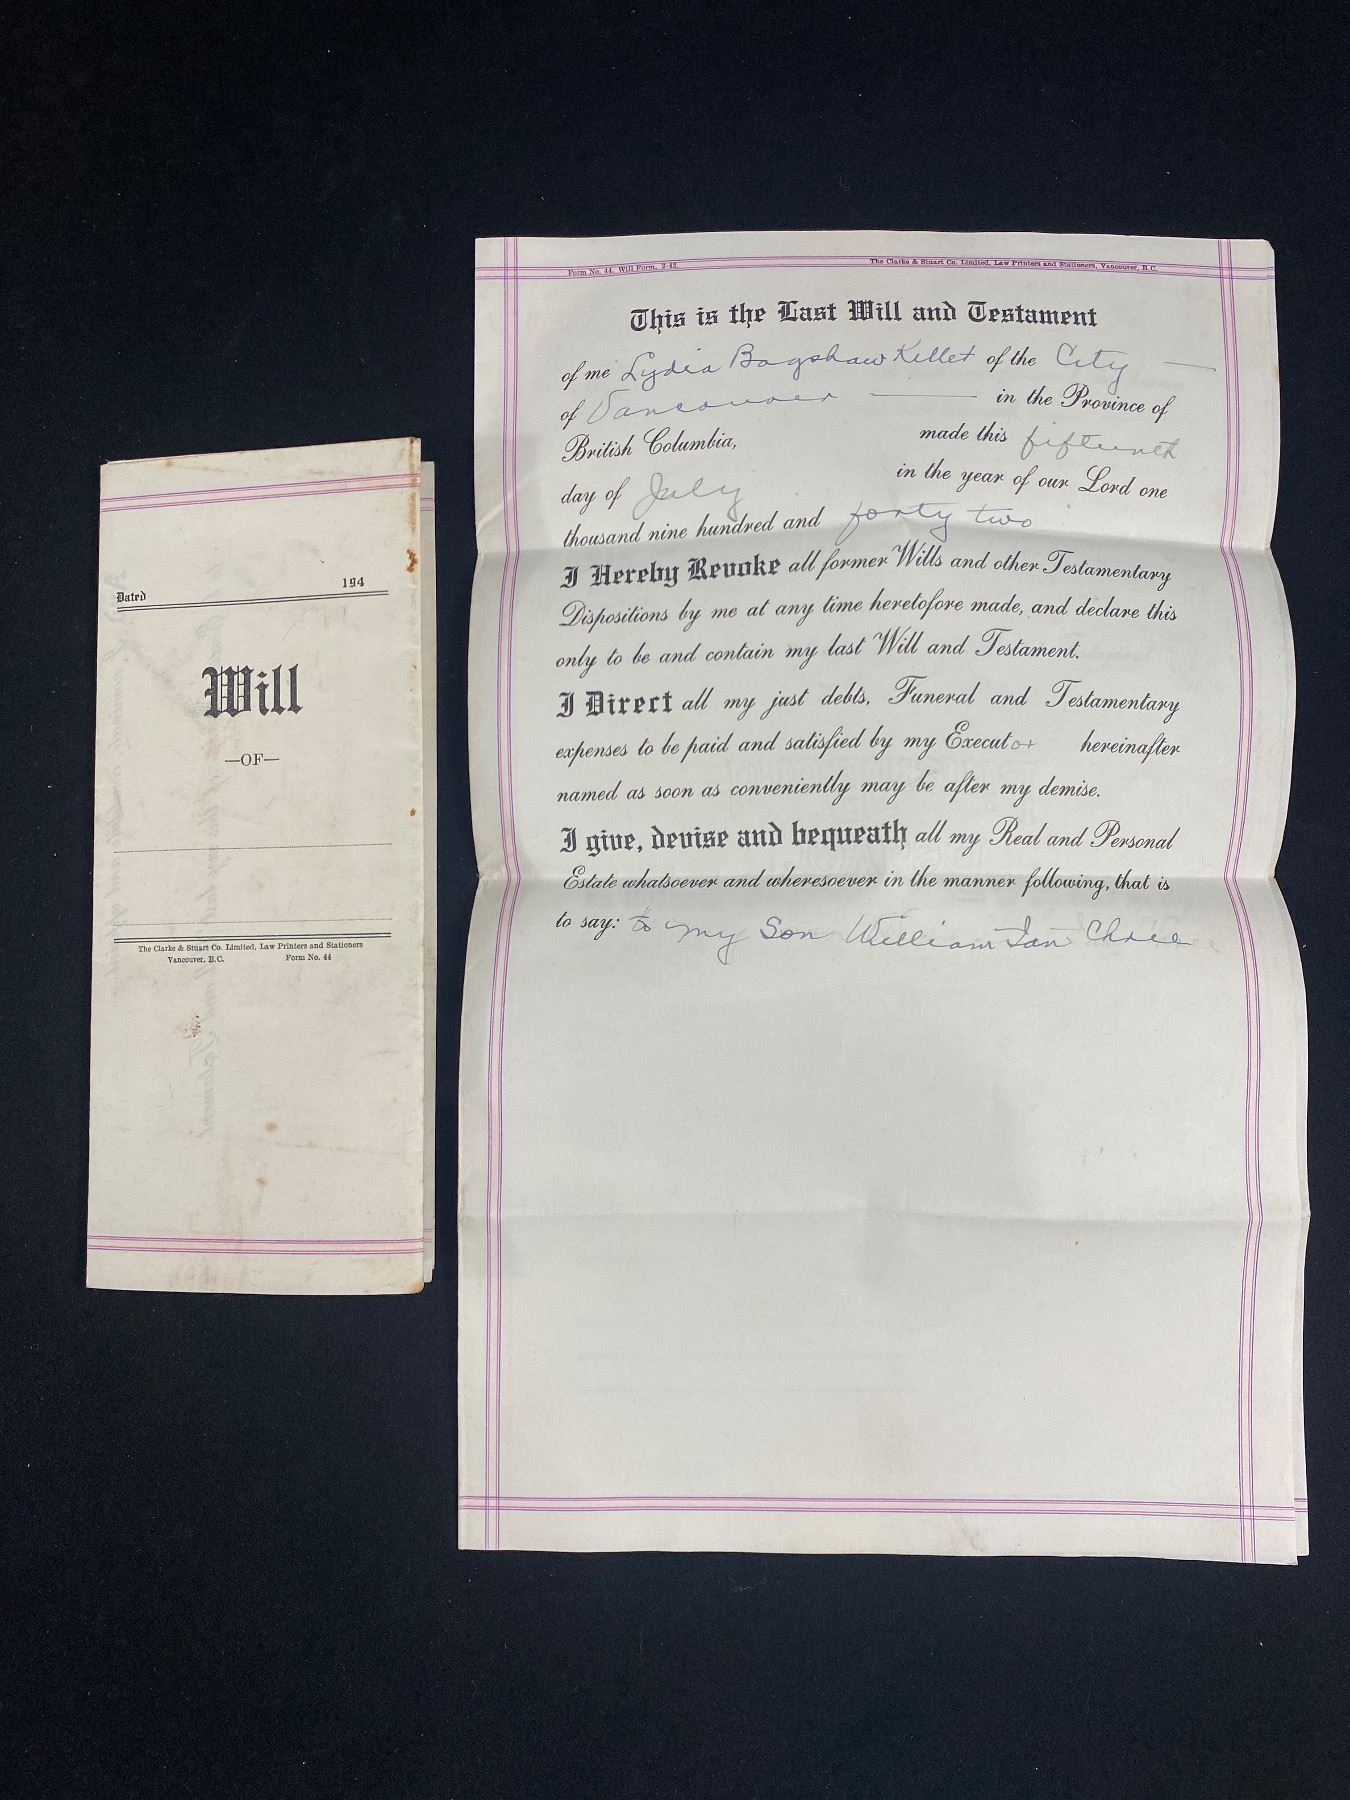 Dated 194
Will
—OF—
The Clarke & Stuart Co. Limited, Law Printers and Stationers
Vancouver, B.C. Form No. 44
Form No. 44. Will Form. 2-42. The Clarke & Stuart Co. Limited, Law Printers and Stationers, Vancouver, B.C.
This is the Last Will and Testament
of me Lydia Bagshaw Kellet of the City
of Vancouver in the Province of
British Columbia, made this fifteenth
day of July in the year of our Lord one
thousand nine hundred and forty two
I Hereby Revoke all former Wills and other Testamentary
Dispositions by me at any time heretofore made, and declare this
only to be and contain my last Will and Testament.
I Direct all my just debts, Funeral and Testamentary
expenses to be paid and satisfied by my Executor hereinafter
named as soon as conveniently may be after my demise.
I give, devise and bequeath all my Real and Personal
Estate whatsoever and wheresoever in the manner following, that is
to say: to my Son William Ian Chree